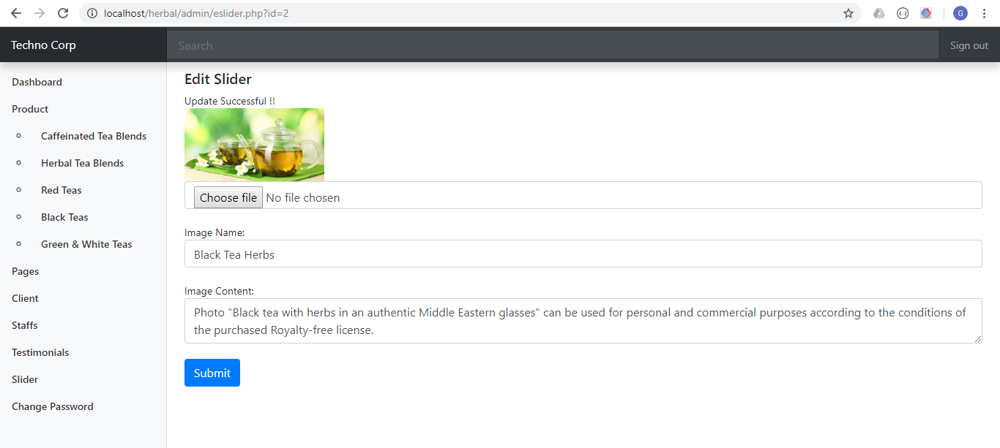 localhost/herbal/admin/eslider.php?id=2
G
Techno Corp
Search
Sign out
Dashboard
Product
Caffeinated Tea Blends
Herbal Tea Blends
Red Teas
Black Teas
Green & White Teas
Pages
Client
Staffs
Testimonials
Slider
Change Password
Edit Slider
Update Successful !!
Choose file No file chosen
Image Name:
Black Tea Herbs
Image Content:
Photo "Black tea with herbs in an authentic Middle Eastern glasses" can be used for personal and commercial purposes according to the conditions of
the purchased Royalty-free license.
Submit